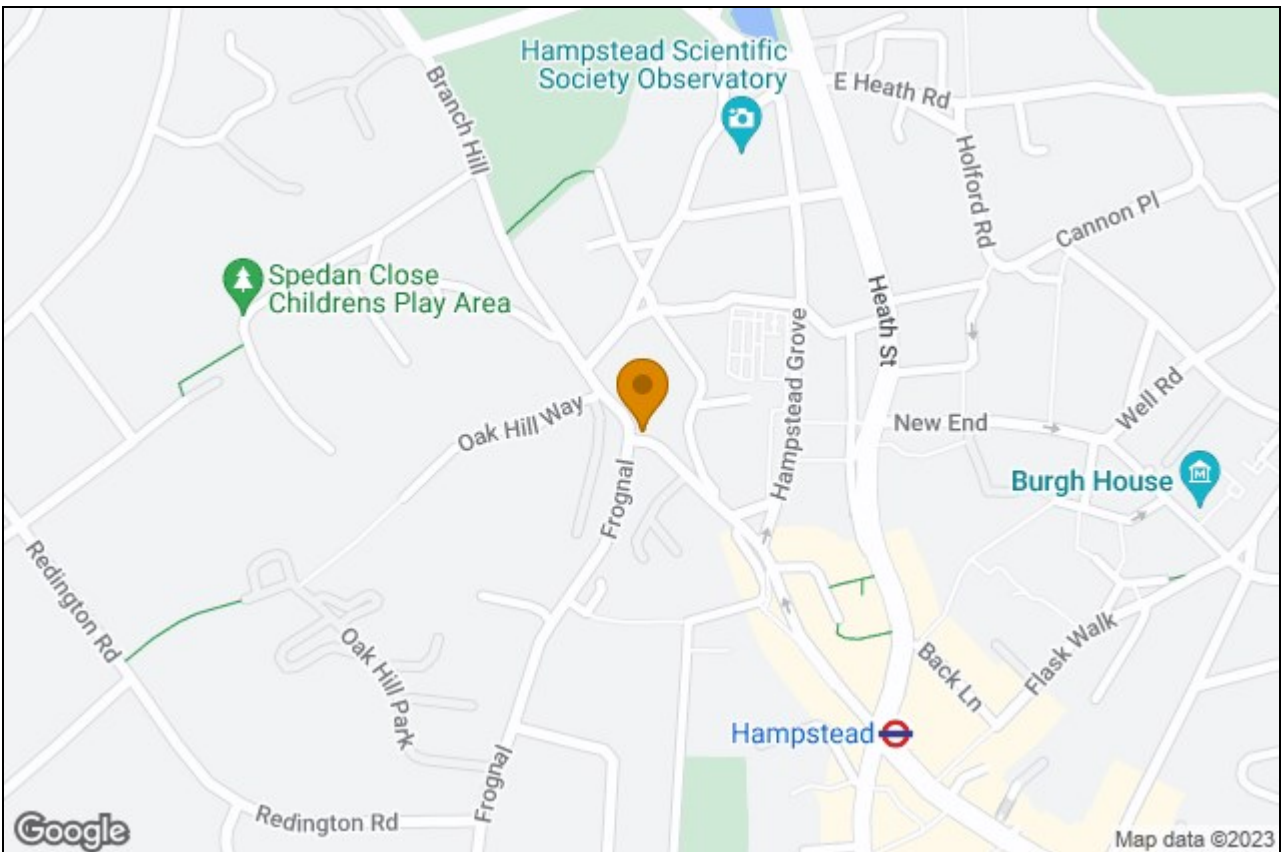 Hampstead Scientific
Society Observatory
E Heath Rd
Branch Hill
Holford Rd
Cannon Pl
Spedan Close
Childrens Play Area
Heath St
Hampstead Grove
Oak Hill Way
New End
Well Rd
Burgh House
M
Frognal
Redington Rd
Oak Hill Park
Flask Walk
Back Ln
Hampstead
Frognal
Redington Rd
Google
Map data ©2023